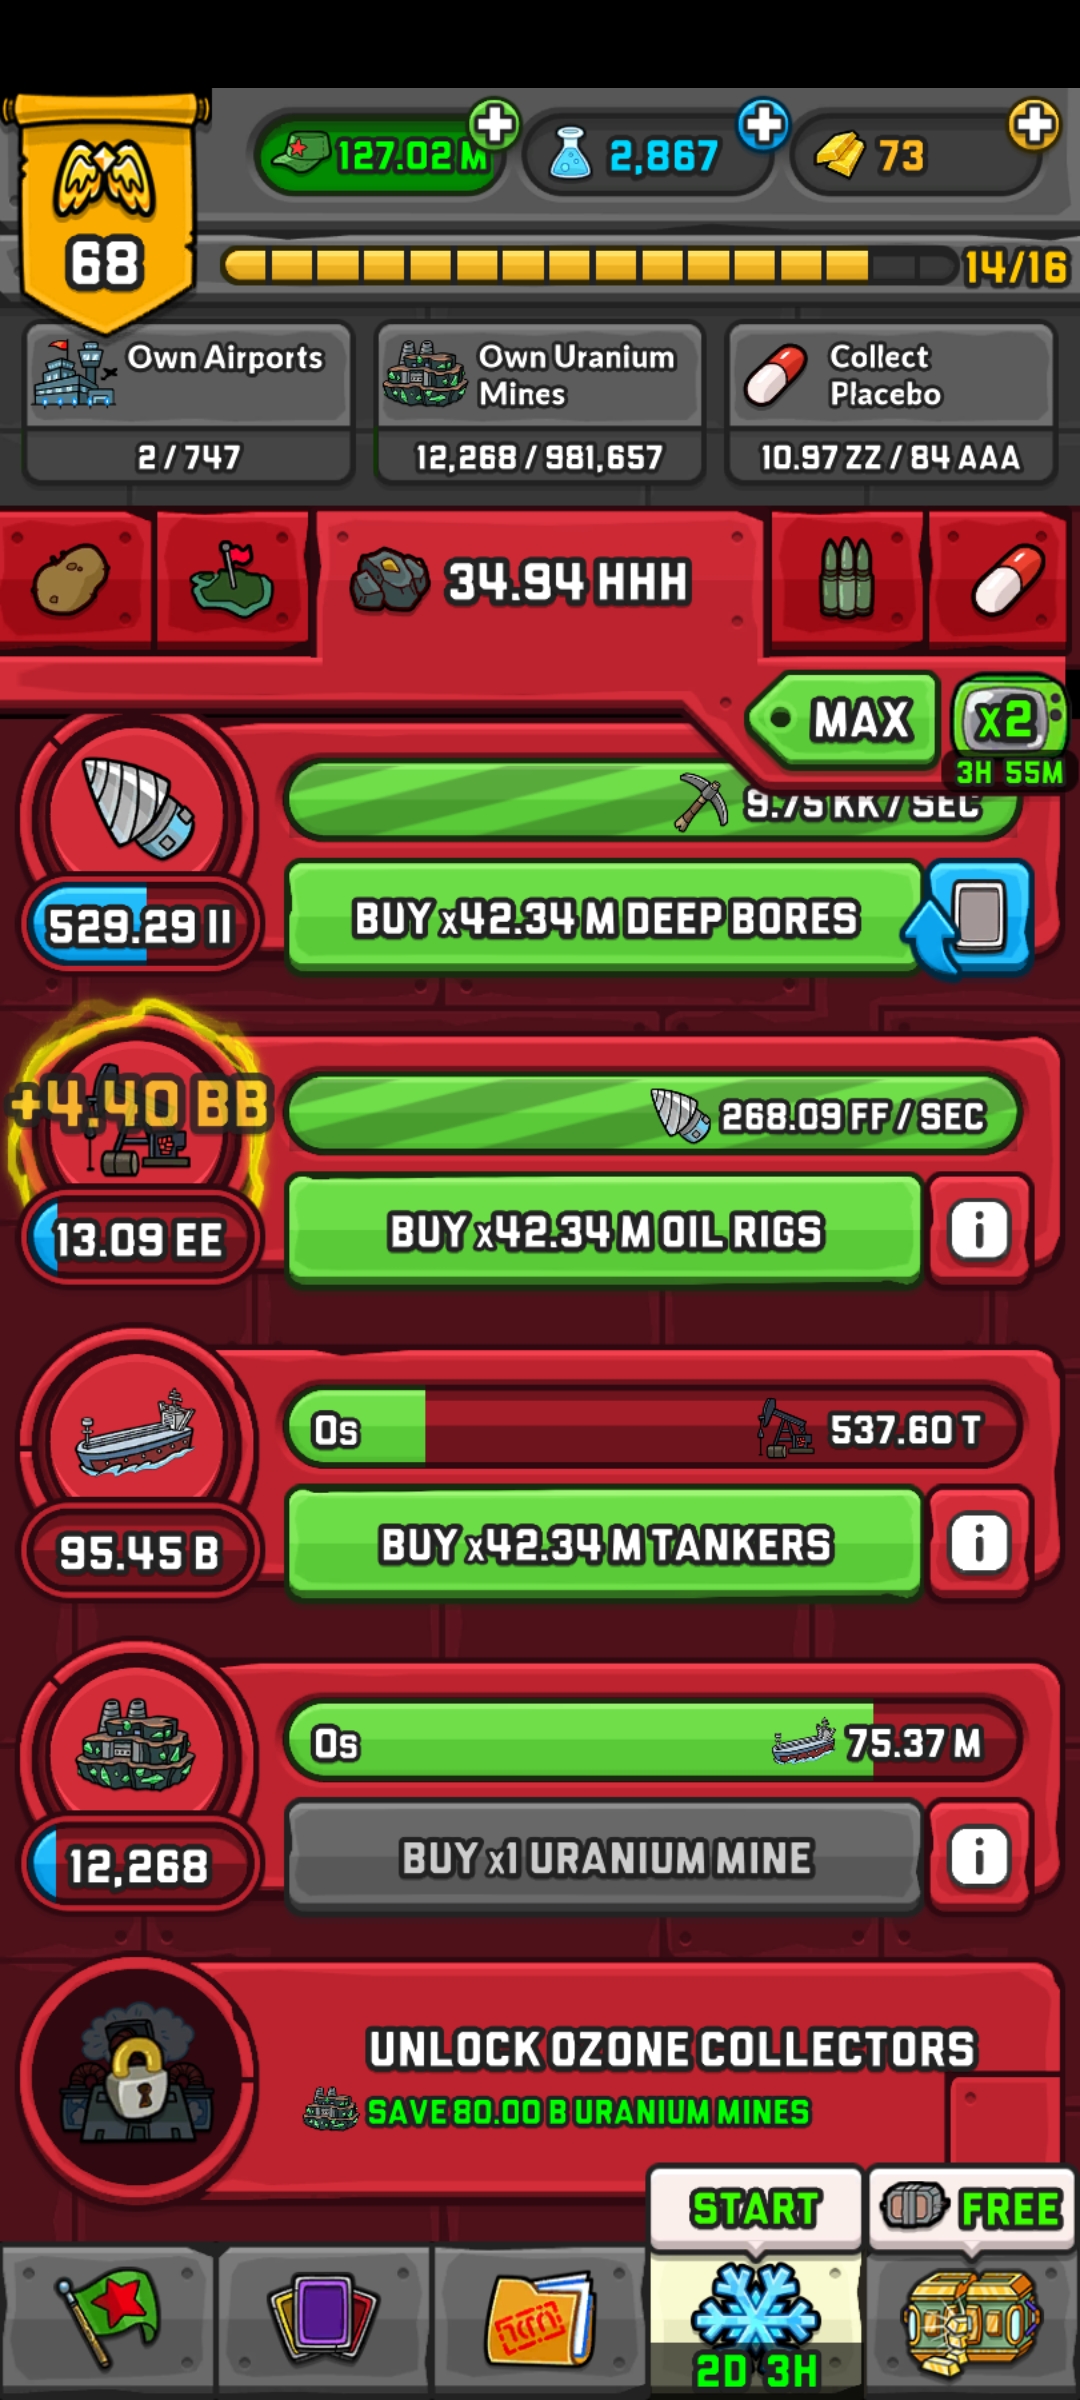 127.02 M
2,867
73
68
14/16
Own Airports
2 / 747
Own Uranium
Mines
12,268 / 981,657
Collect
Placebo
10.97 ZZ / 84 AAA
34.94 HHH
MAX
x2
3H 55M
9.75 KK / SEC
529.29 II
BUY x42.34 M DEEP BORES
+4.40 BB
268.09 FF / SEC
13.09 EE
BUY x42.34 M OIL RIGS
i
0s
537.60 T
95.45 B
BUY x42.34 M TANKERS
i
0s
75.37 M
12,268
BUY x1 URANIUM MINE
i
UNLOCK OZONE COLLECTORS
SAVE 80.00 B URANIUM MINES
START
FREE
2D 3H